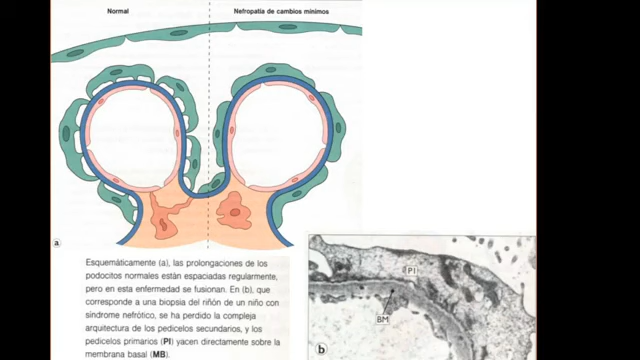 Normal
Nefropatía de cambios mínimos
a
Esquemáticamente (a), las prolongaciones de los
podocitos normales están espaciadas regularmente,
pero en esta enfermedad se fusionan. En (b), que
corresponde a una biopsia del riñón de un niño con
síndrome nefrótico, se ha perdido la compleja
arquitectura de los pedicelos secundarios, y los
pedicelos primarios (PI) yacen directamente sobre la
membrana basal (MB).
PI
BM
b